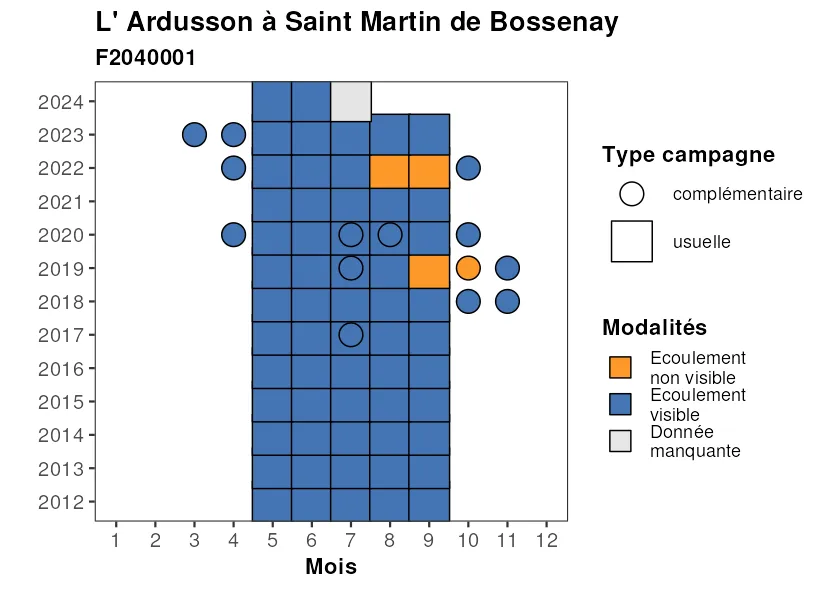 L' Ardusson à Saint Martin de Bossenay
F2040001
2024
2023
2022
2021
2020
2019
2018
2017
2016
2015
2014
2013
2012
1 2 3 4 5 6 7 8 9 10 11 12
Mois
Type campagne
complémentaire
usuelle
Modalités
Ecoulement
non visible
Ecoulement
visible
Donnée
manquante